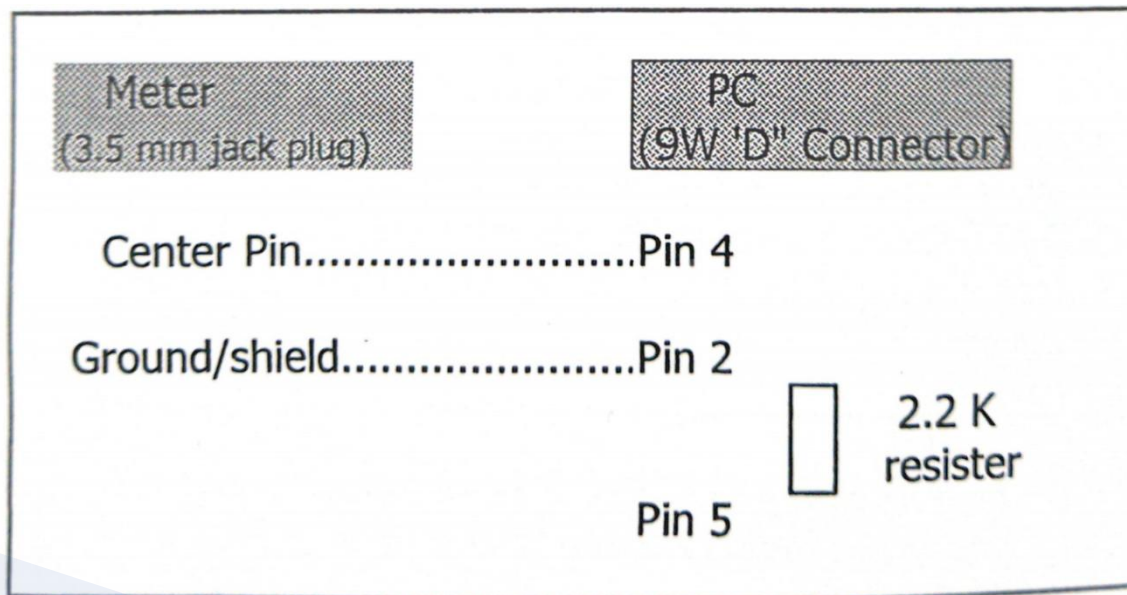 Meter
(3.5 mm jack plug)
PC
(9W 'D" Connector)
Center Pin..........................Pin 4
Ground/shield.......................Pin 2
2.2 K
resister
Pin 5